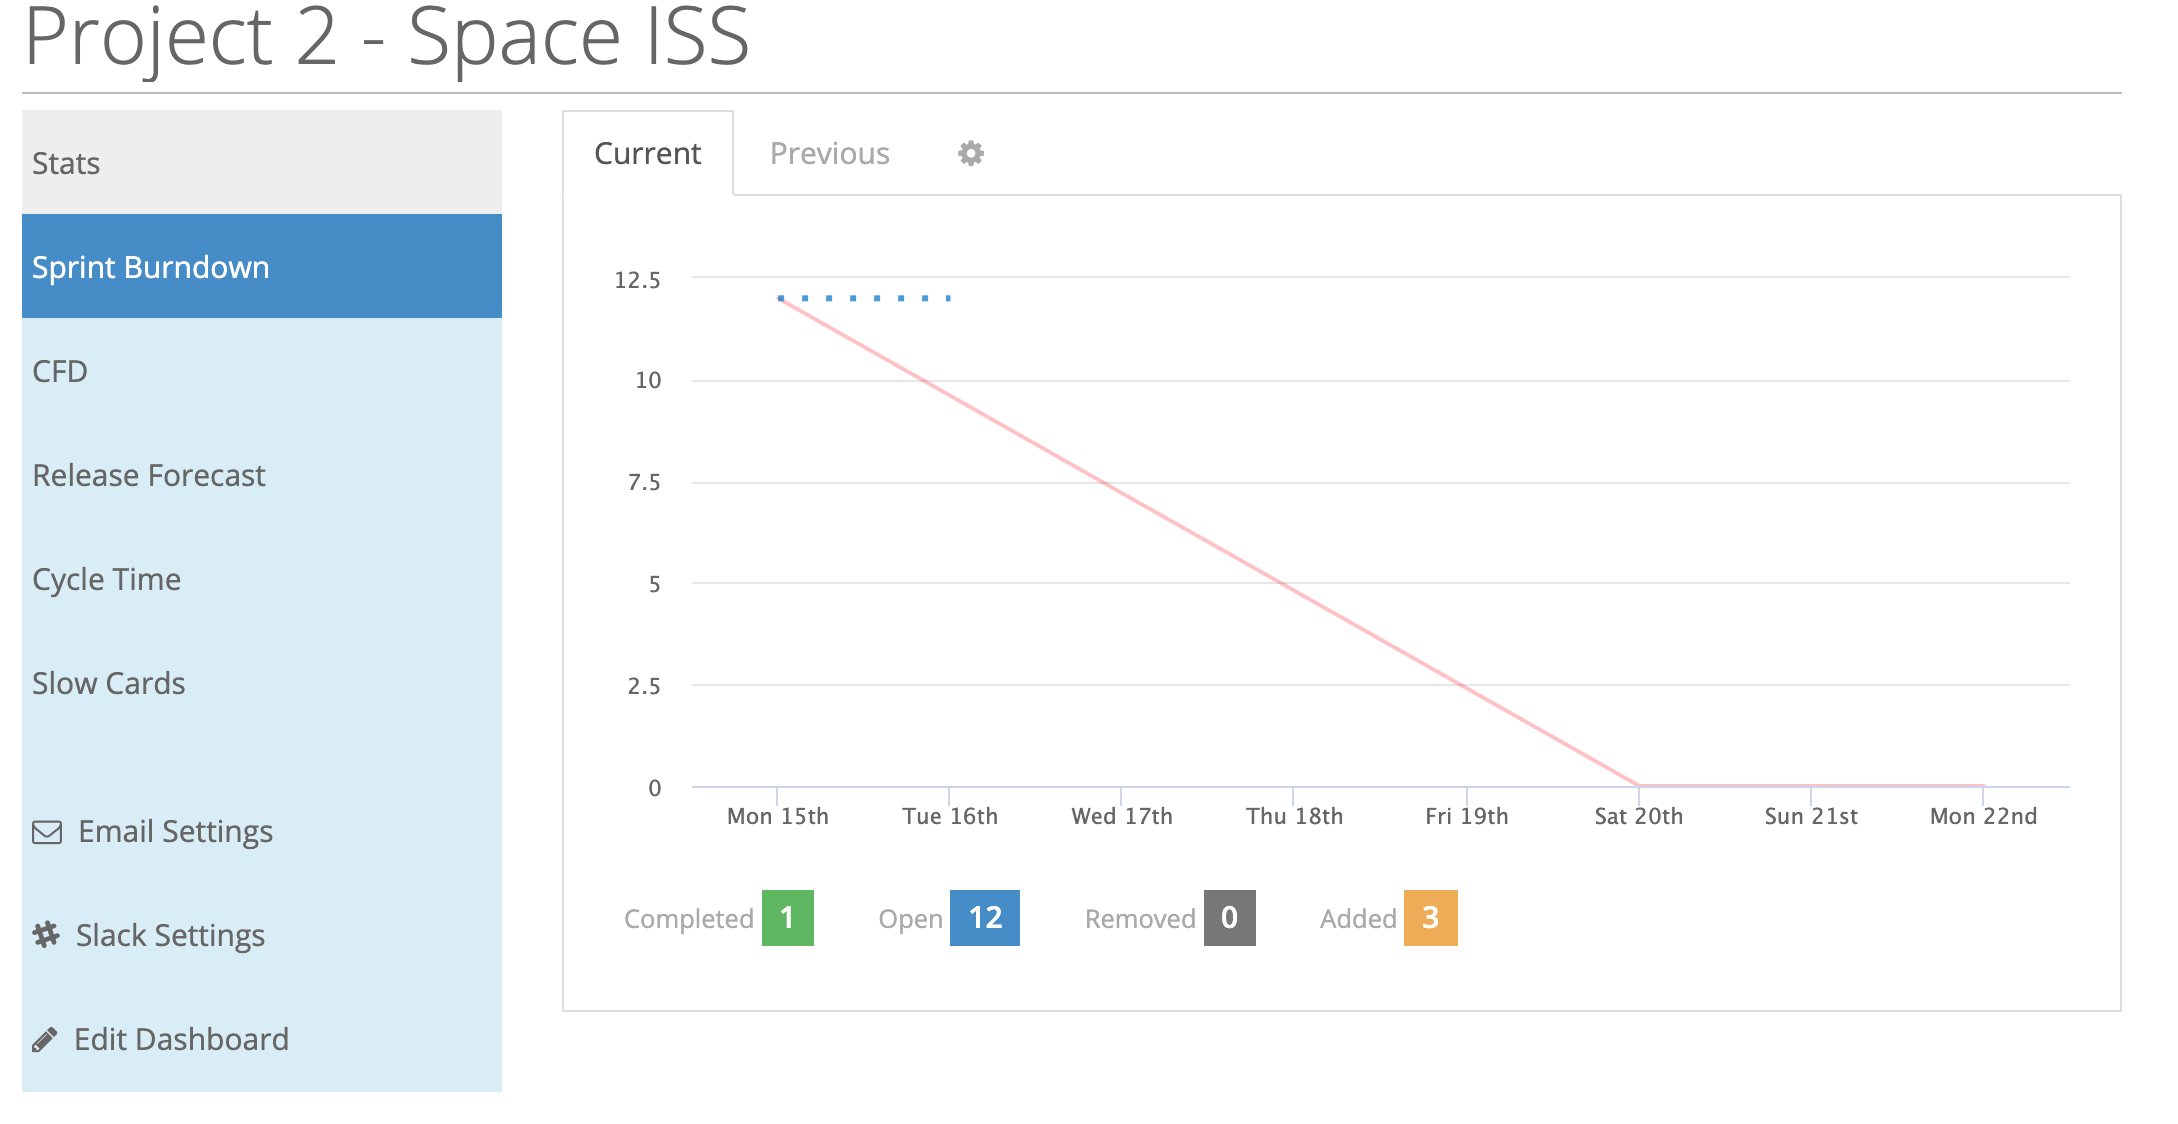 Project 2 - Space ISS
Stats
Sprint Burndown
CFD
Release Forecast
Cycle Time
Slow Cards
Email Settings
Slack Settings
Edit Dashboard
Current Previous
12.5
10
7.5
5
2.5
0
Mon 15th Tue 16th Wed 17th Thu 18th Fri 19th Sat 20th Sun 21st Mon 22nd
Completed 1 Open 12 Removed 0 Added 3